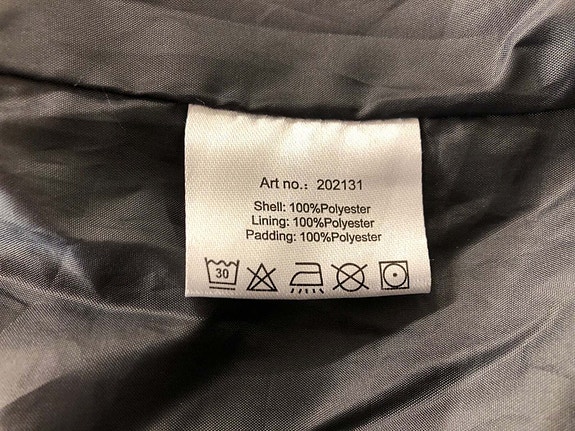 Art no.: 202131
Shell: 100%Polyester
Lining: 100%Polyester
Padding: 100%Polyester
30